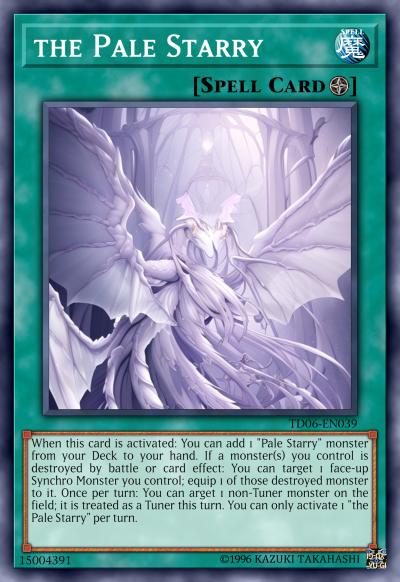 the Pale Starry
SPELL
魔
[Spell Card]
TD06-EN039
When this card is activated: You can add 1 "Pale Starry" monster
from your Deck to your hand. If a monster(s) you control is
destroyed by battle or card effect: You can target 1 face-up
Synchro Monster you control; equip 1 of those destroyed monster
to it. Once per turn: You can arget 1 non-Tuner monster on the
field; it is treated as a Tuner this turn. You can only activate 1 "the
Pale Starry" per turn.
15004391
©1996 KAZUKI TAKAHASHI